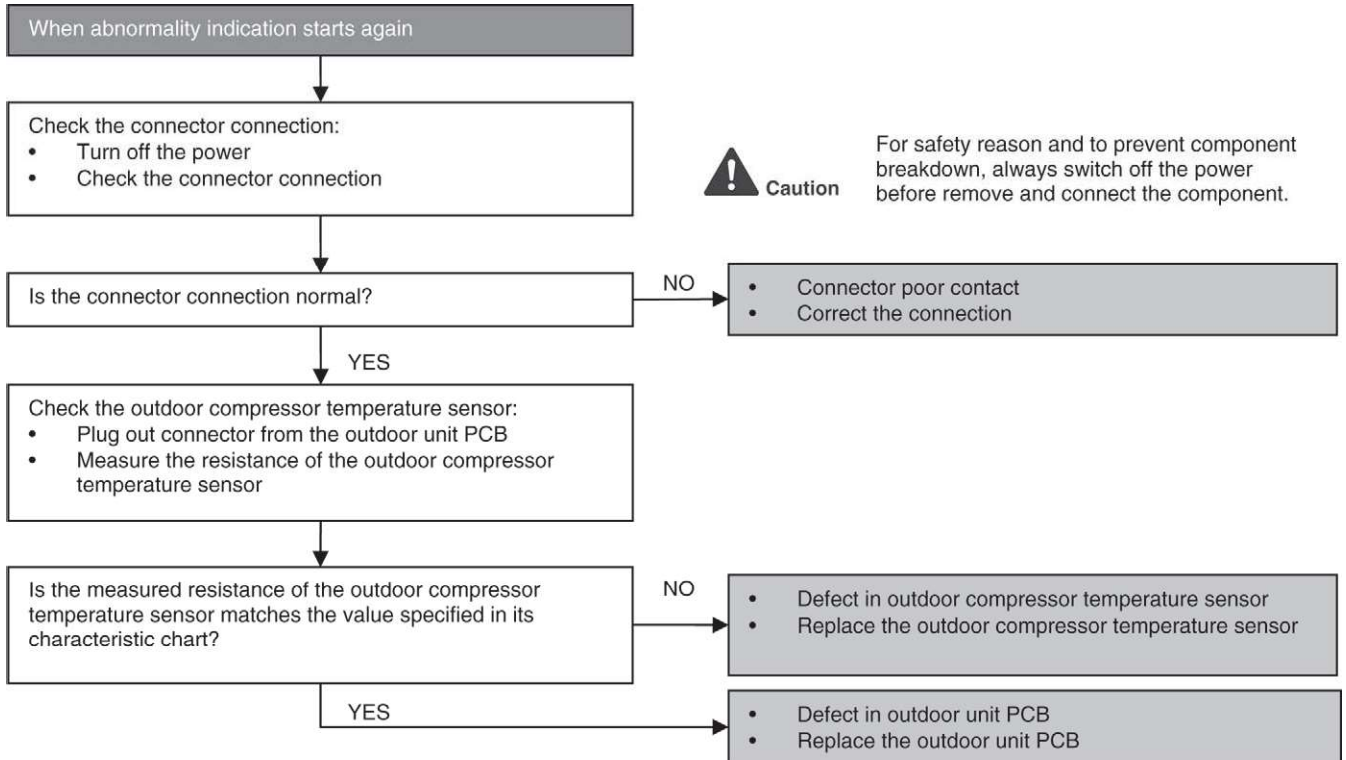 When abnormality indication starts again
Check the connector connection:
• Turn off the power
• Check the connector connection
Caution
For safety reason and to prevent component
breakdown, always switch off the power
before remove and connect the component.
Is the connector connection normal?
NO
• Connector poor contact
• Correct the connection
YES
Check the outdoor compressor temperature sensor:
• Plug out connector from the outdoor unit PCB
• Measure the resistance of the outdoor compressor
temperature sensor
Is the measured resistance of the outdoor compressor
temperature sensor matches the value specified in its
characteristic chart?
NO
• Defect in outdoor compressor temperature sensor
• Replace the outdoor compressor temperature sensor
YES
• Defect in outdoor unit PCB
• Replace the outdoor unit PCB